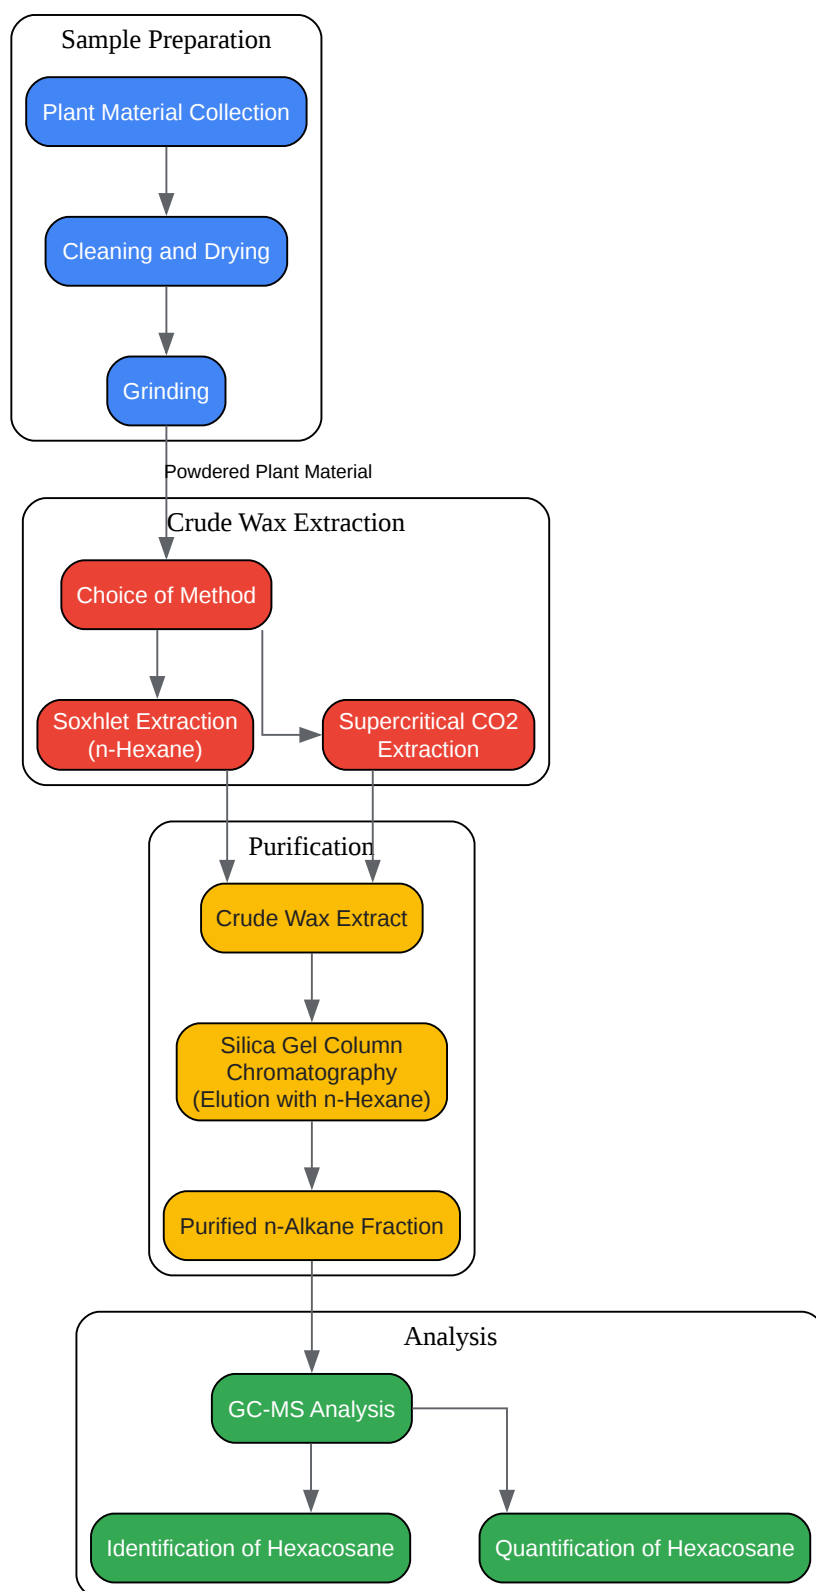 Sample Preparation
Plant Material Collection
Cleaning and Drying
Grinding
Powdered Plant Material
Crude Wax Extraction
Choice of Method
Soxhlet Extraction
(n-Hexane)
Supercritical CO2
Extraction
Purification
Crude Wax Extract
Silica Gel Column
Chromatography
(Elution with n-Hexane)
Purified n-Alkane Fraction
Analysis
GC-MS Analysis
Identification of Hexacosane
Quantification of Hexacosane